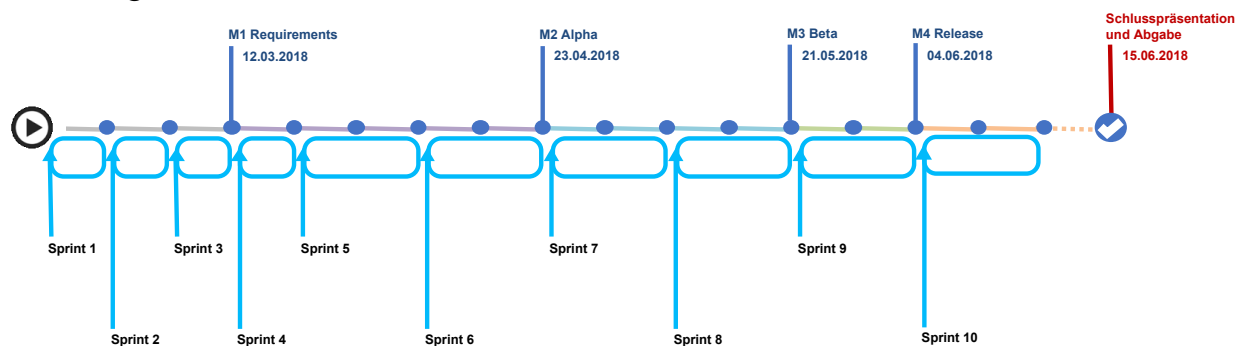 Schlusspräsentation
und Abgabe
15.06.2018
M1 Requirements
12.03.2018
M2 Alpha
23.04.2018
M3 Beta
21.05.2018
M4 Release
04.06.2018
Sprint 1
Sprint 3
Sprint 5
Sprint 7
Sprint 9
Sprint 2
Sprint 4
Sprint 6
Sprint 8
Sprint 10